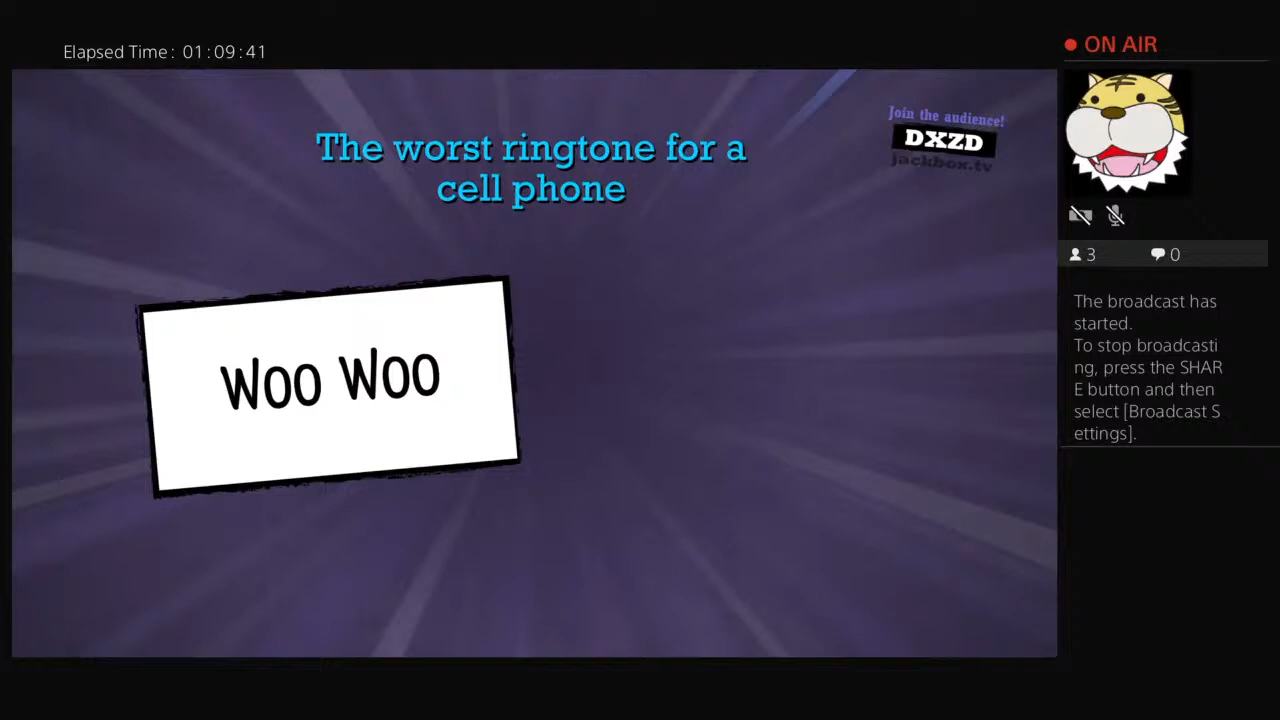 Elapsed Time: 01:09:41
ON AIR
The worst ringtone for a
cell phone
Join the audience!
DXZD
jackbox.tv
Woo Woo
3
0
The broadcast has
started.
To stop broadcasti
ng, press the SHAR
E button and then
select [Broadcast S
ettings].